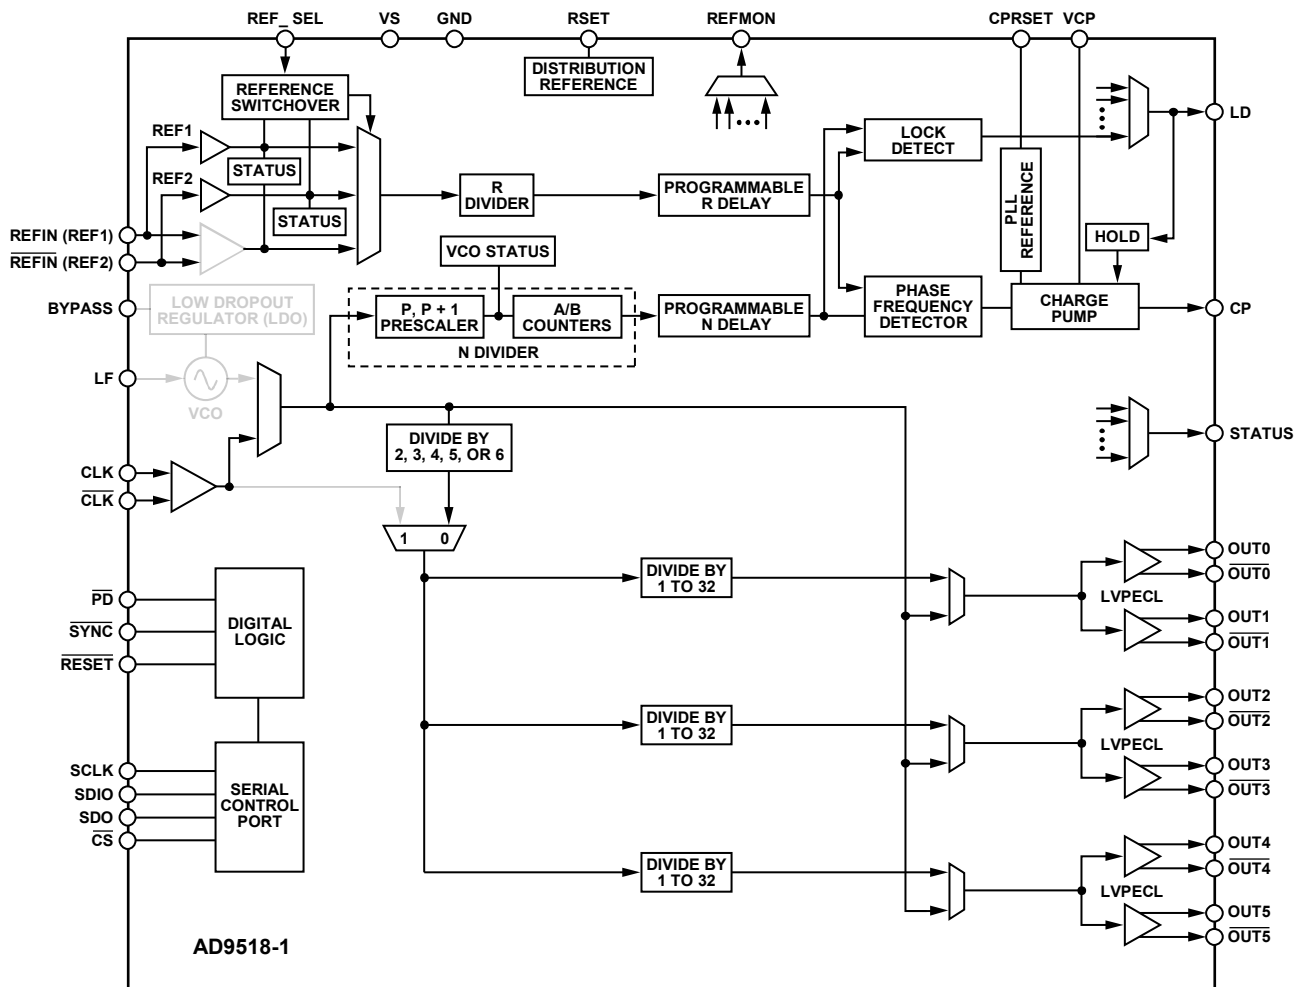 REF_ SEL
VS
GND
RSET
REFMON
CPRSET
VCP
DISTRIBUTION
REFERENCE
REFERENCE
SWITCHOVER
REF1
STATUS
REF2
STATUS
R
DIVIDER
PROGRAMMABLE
R DELAY
LOCK
DETECT
PLL
REFERENCE
HOLD
LD
REFIN (REF1)
REFIN (REF2)
VCO STATUS
BYPASS
LOW DROPOUT
REGULATOR (LDO)
P, P + 1
PRESCALER
A/B
COUNTERS
N DIVIDER
PROGRAMMABLE
N DELAY
PHASE
FREQUENCY
DETECTOR
CHARGE
PUMP
CP
LF
VCO
STATUS
DIVIDE BY
2, 3, 4, 5, OR 6
CLK
CLK
1 0
DIVIDE BY
1 TO 32
LVPECL
OUT0
OUT0
OUT1
OUT1
PD
SYNC
RESET
DIGITAL
LOGIC
DIVIDE BY
1 TO 32
LVPECL
OUT2
OUT2
OUT3
OUT3
SCLK
SDIO
SDO
CS
SERIAL
CONTROL
PORT
DIVIDE BY
1 TO 32
LVPECL
OUT4
OUT4
OUT5
OUT5
AD9518-1